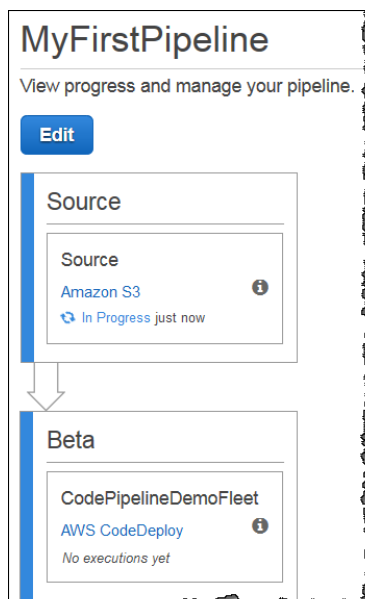 MyFirstPipeline
View progress and manage your pipeline.
Edit
Source
Source
Amazon S3
In Progress just now
Beta
CodePipelineDemoFleet
AWS CodeDeploy
No executions yet